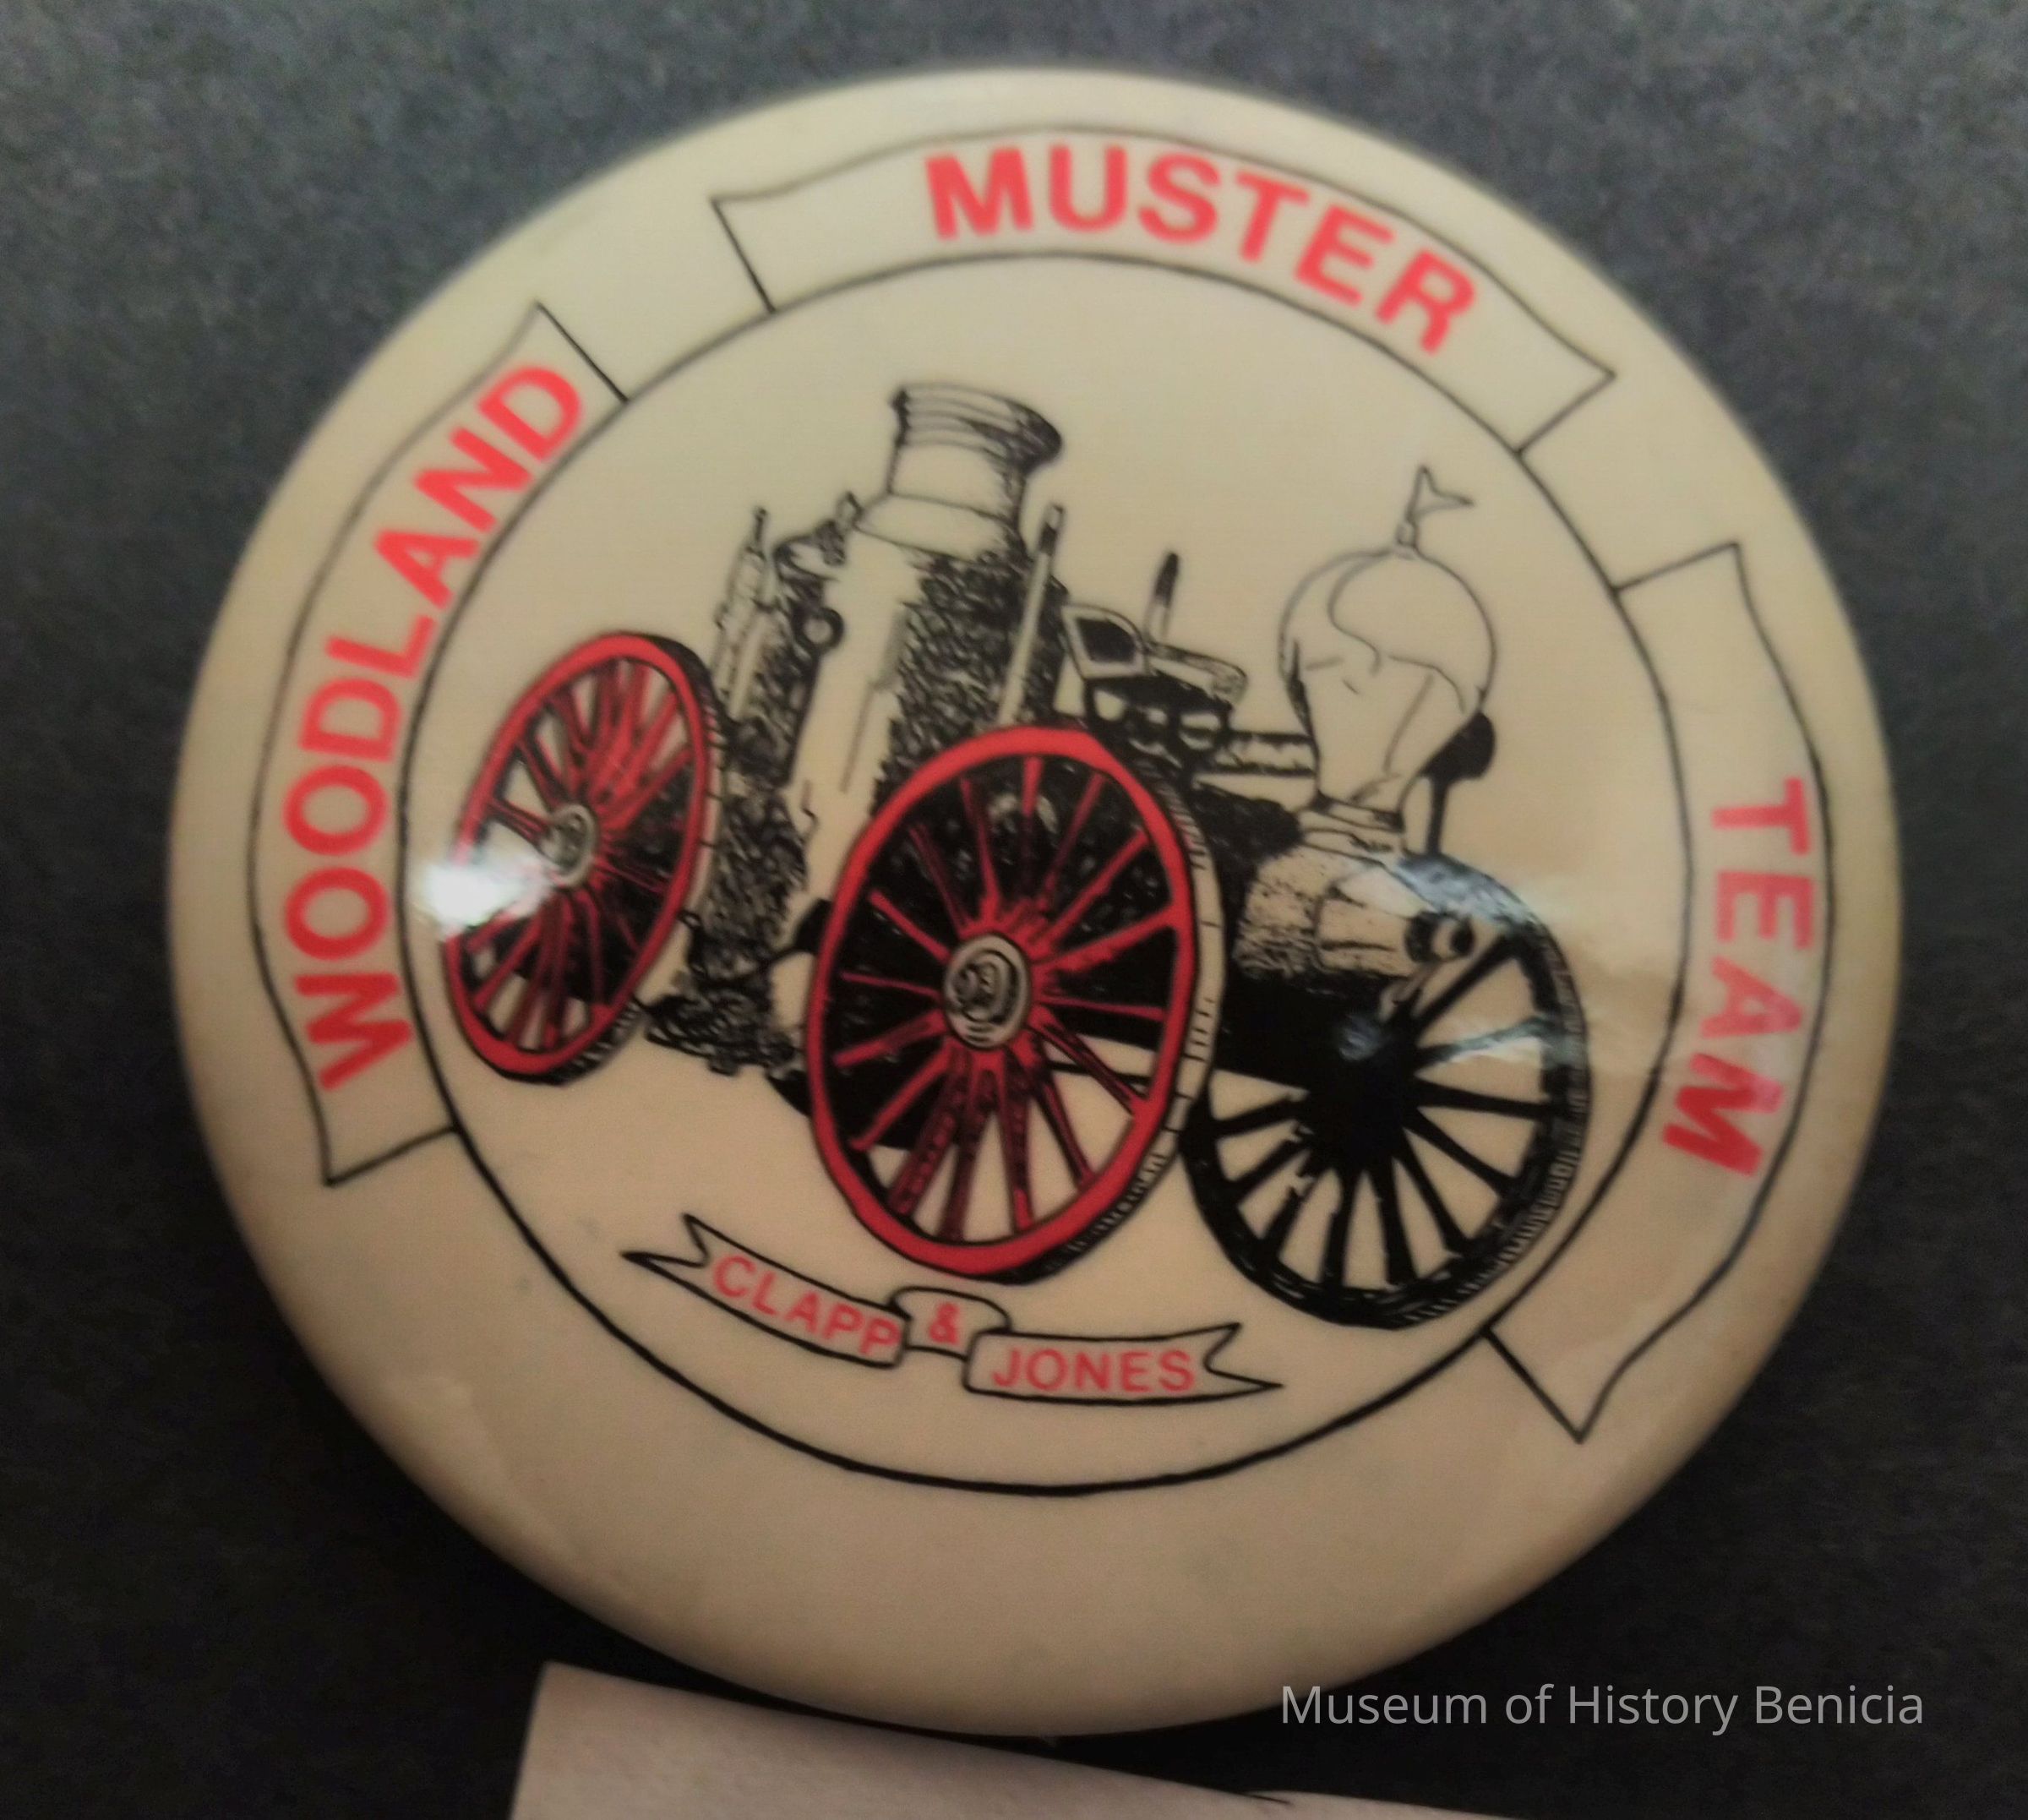 WOODLAND
MUSTER
TEAM
CLAPP & JONES
Museum of History Benicia